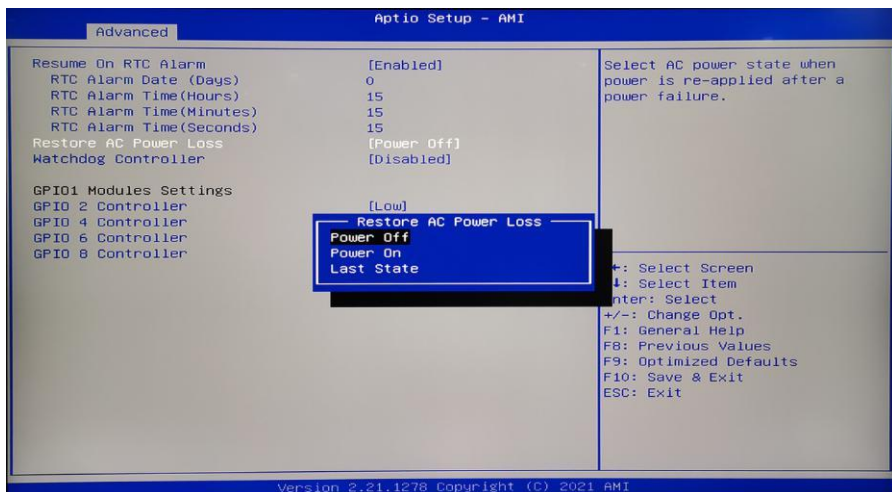 Aptio Setup – AMI
Advanced
Resume On RTC Alarm [Enabled]
RTC Alarm Date (Days) 0
RTC Alarm Time(Hours) 15
RTC Alarm Time(Minutes) 15
RTC Alarm Time(Seconds) 15
Restore AC Power Loss [Power Off]
Watchdog Controller [Disabled]
GPIO1 Modules Settings
GPIO 2 Controller [Low]
GPIO 4 Controller
GPIO 6 Controller
GPIO 8 Controller
Restore AC Power Loss
Power Off
Power On
Last State
Select AC power state when
power is re-applied after a
power failure.
: Select Screen
: Select Item
nter: Select
+/-: Change Opt.
F1: General Help
F8: Previous Values
F9: Optimized Defaults
F10: Save & Exit
ESC: Exit
Version 2.21.1278 Copyright (C) 2021 AMI